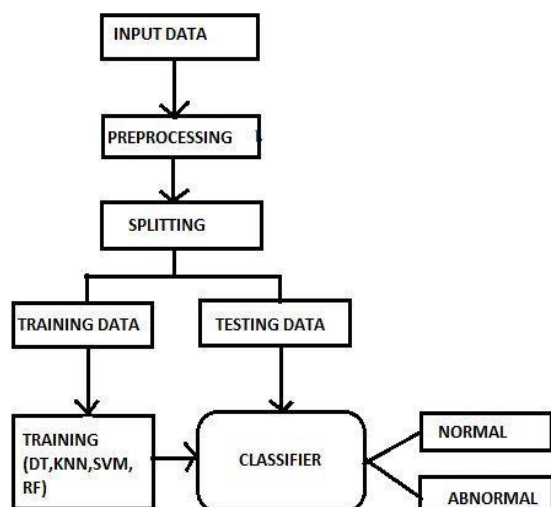 INPUT DATA
PREPROCESSING
SPLITTING
TRAINING DATA
TESTING DATA
TRAINING
(DT,KNN,SVM,
RF)
CLASSIFIER
NORMAL
ABNORMAL